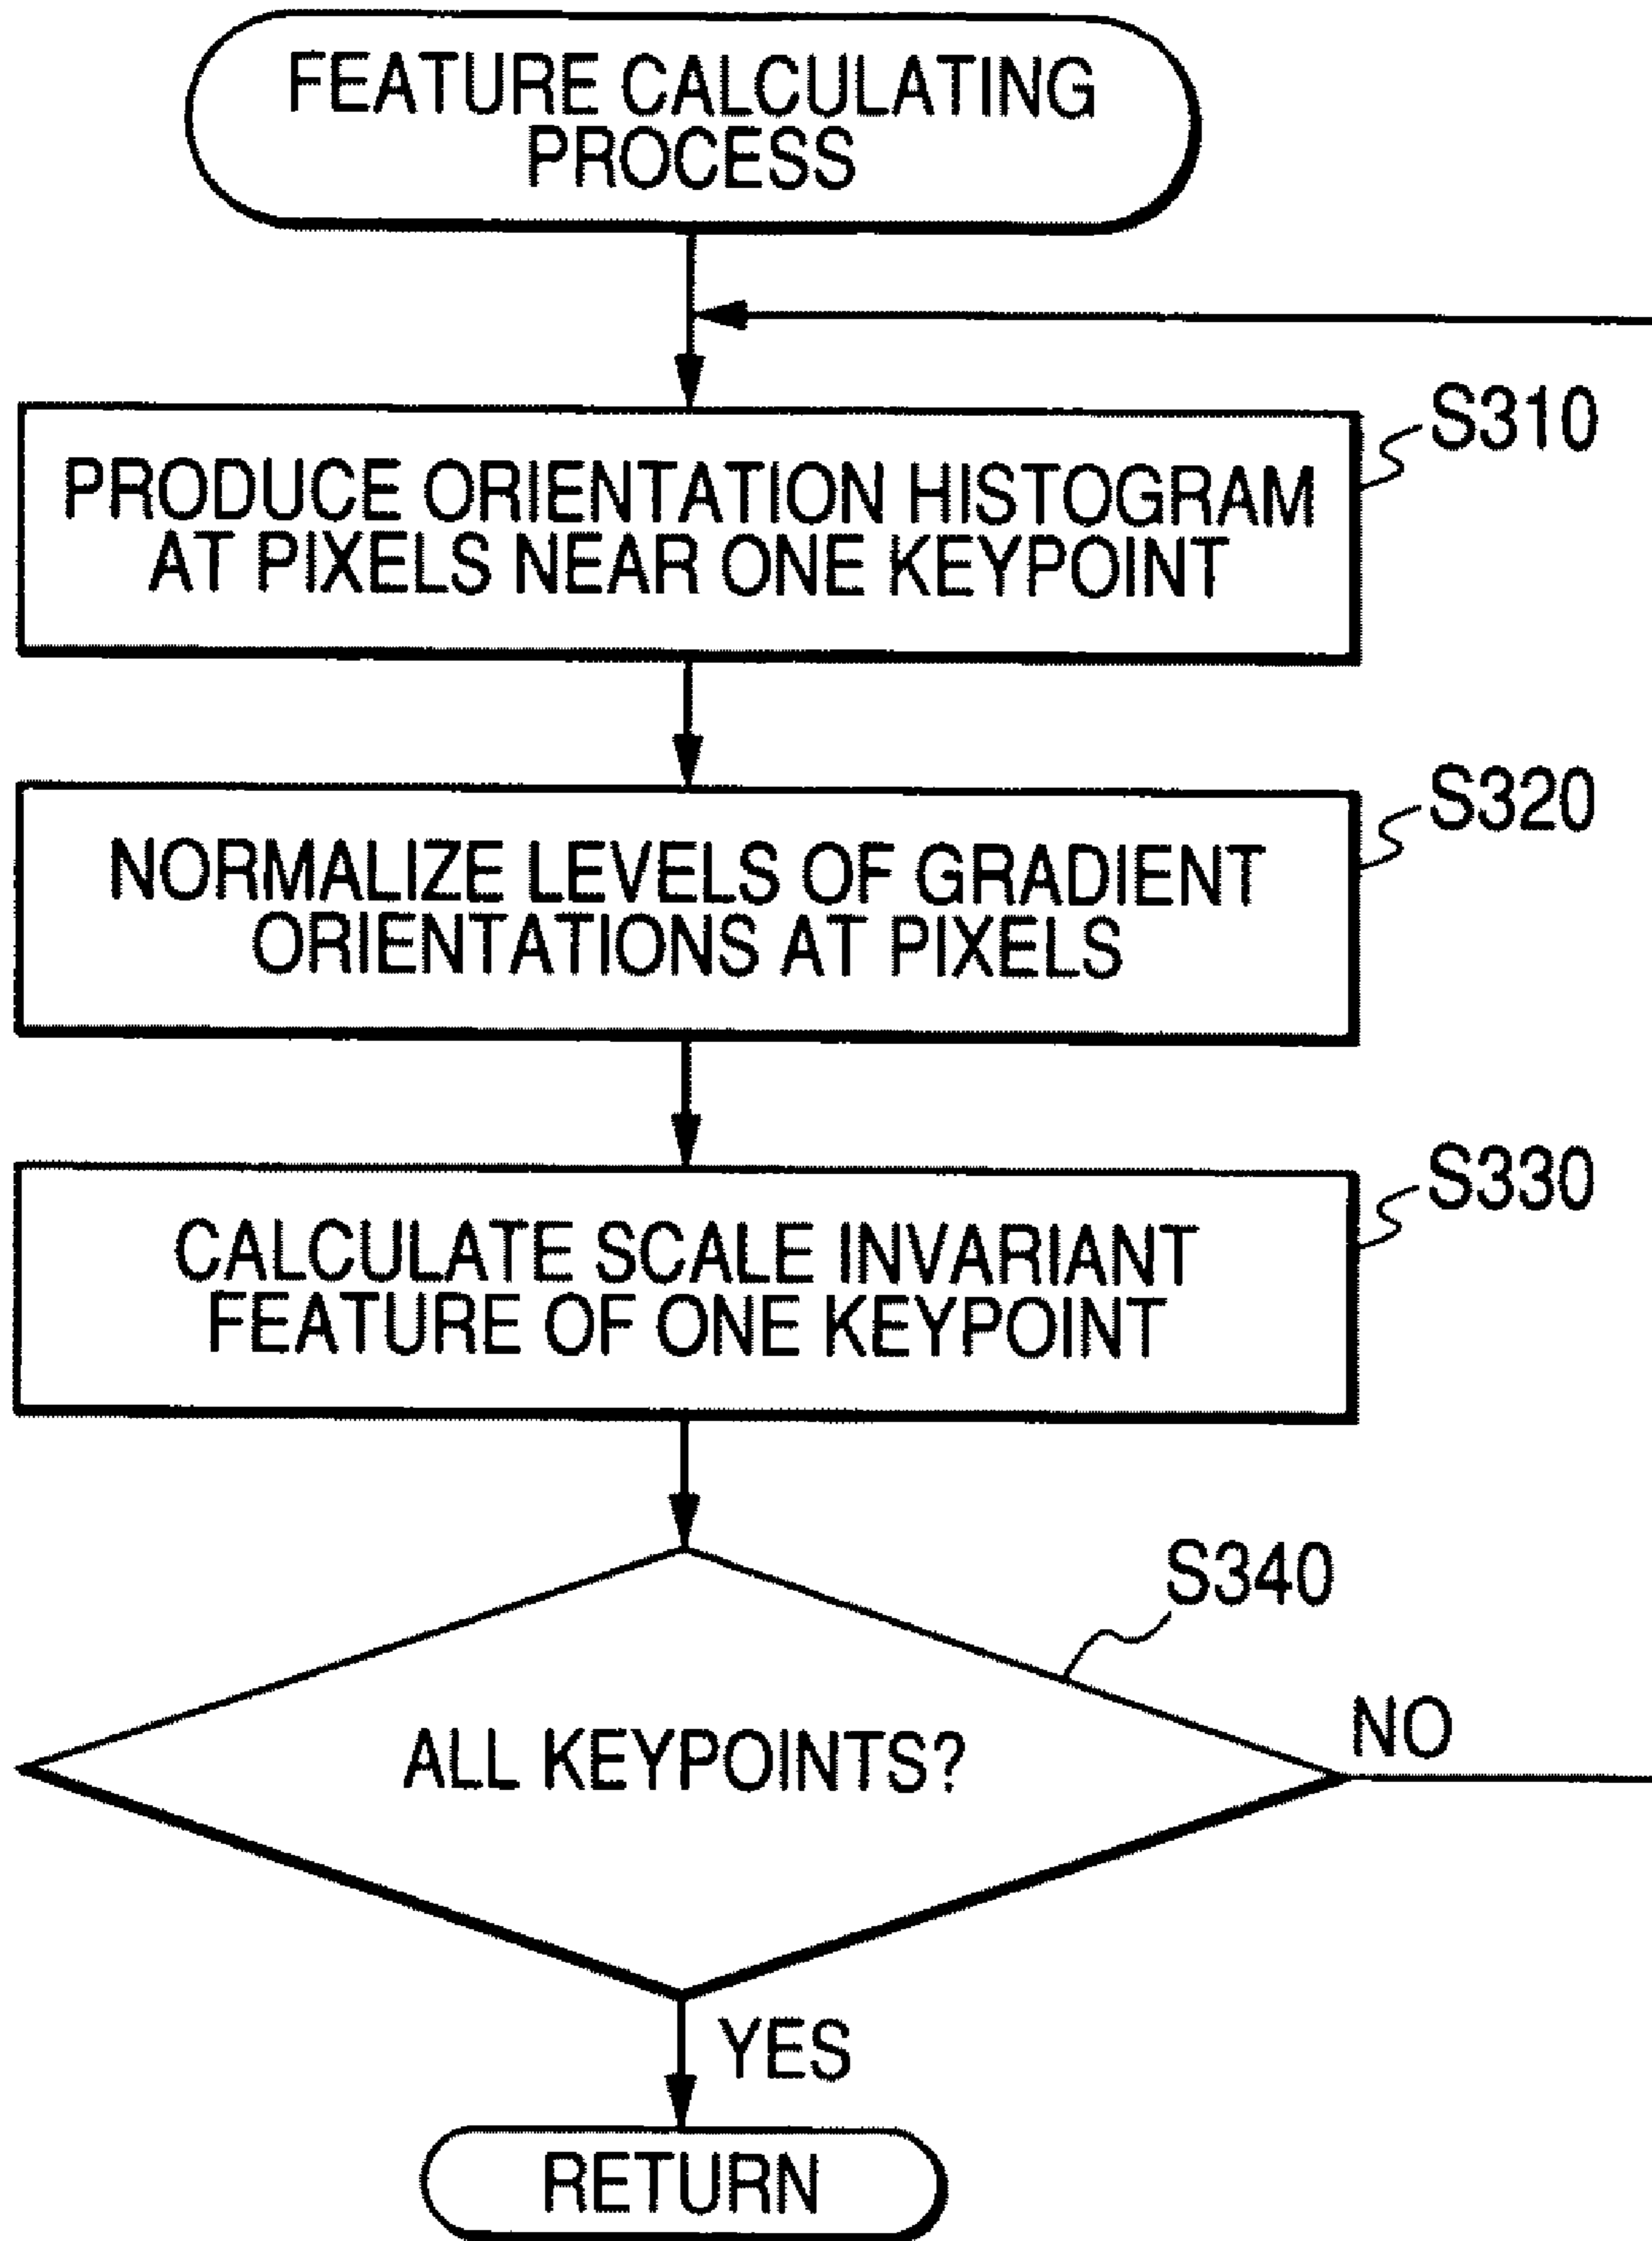 FEATURE CALCULATING
PROCESS
S310
PRODUCE ORIENTATION HISTOGRAM
AT PIXELS NEAR ONE KEYPOINT
S320
NORMALIZE LEVELS OF GRADIENT
ORIENTATIONS AT PIXELS
S330
CALCULATE SCALE INVARIANT
FEATURE OF ONE KEYPOINT
S340
ALL KEYPOINTS?
NO
YES
RETURN